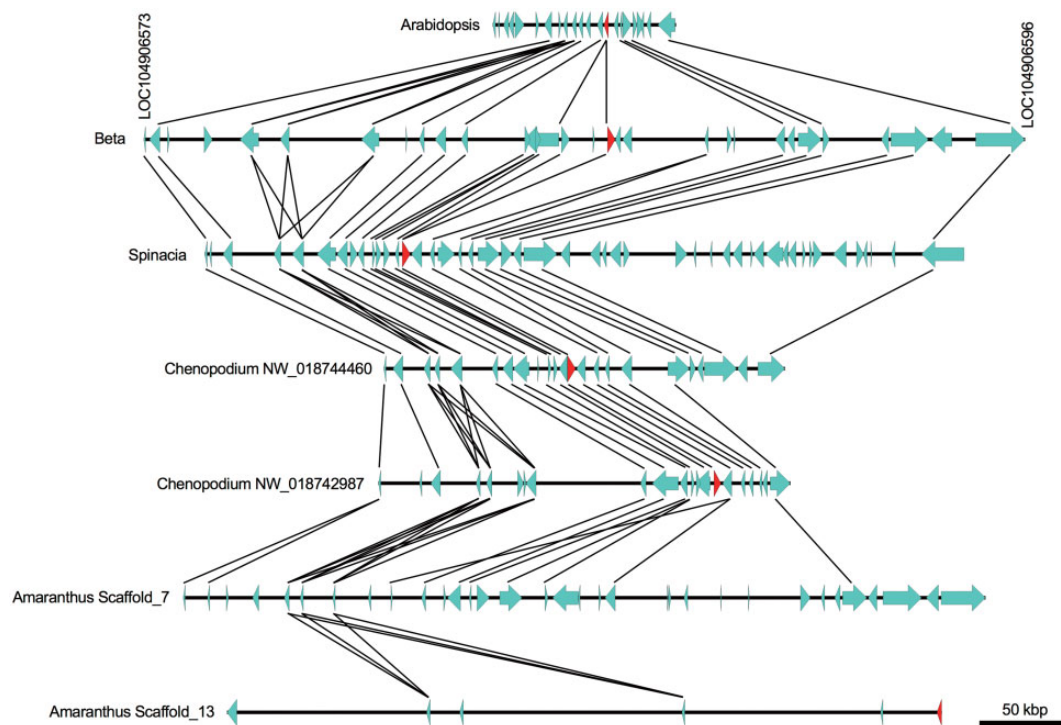 Arabidopsis
LOC104906573
LOC104906596
Beta
Spinacia
Chenopodium NW_018744460
Chenopodium NW_018742987
Amaranthus Scaffold_7
Amaranthus Scaffold_13
50 kbp